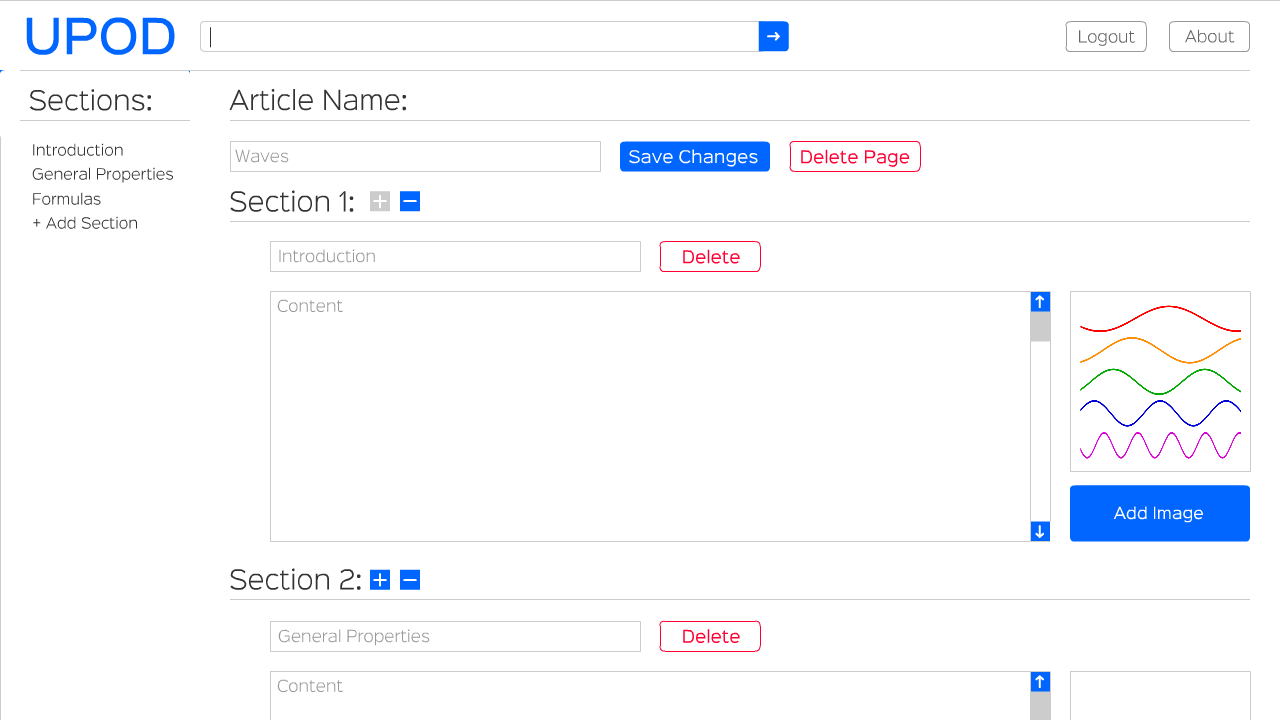 UPOD
Logout
About
Sections:
Introduction
General Properties
Formulas
+ Add Section
Article Name:
Waves
Save Changes
Delete Page
Section 1:
Introduction
Delete
Content
Add Image
Section 2:
General Properties
Delete
Content